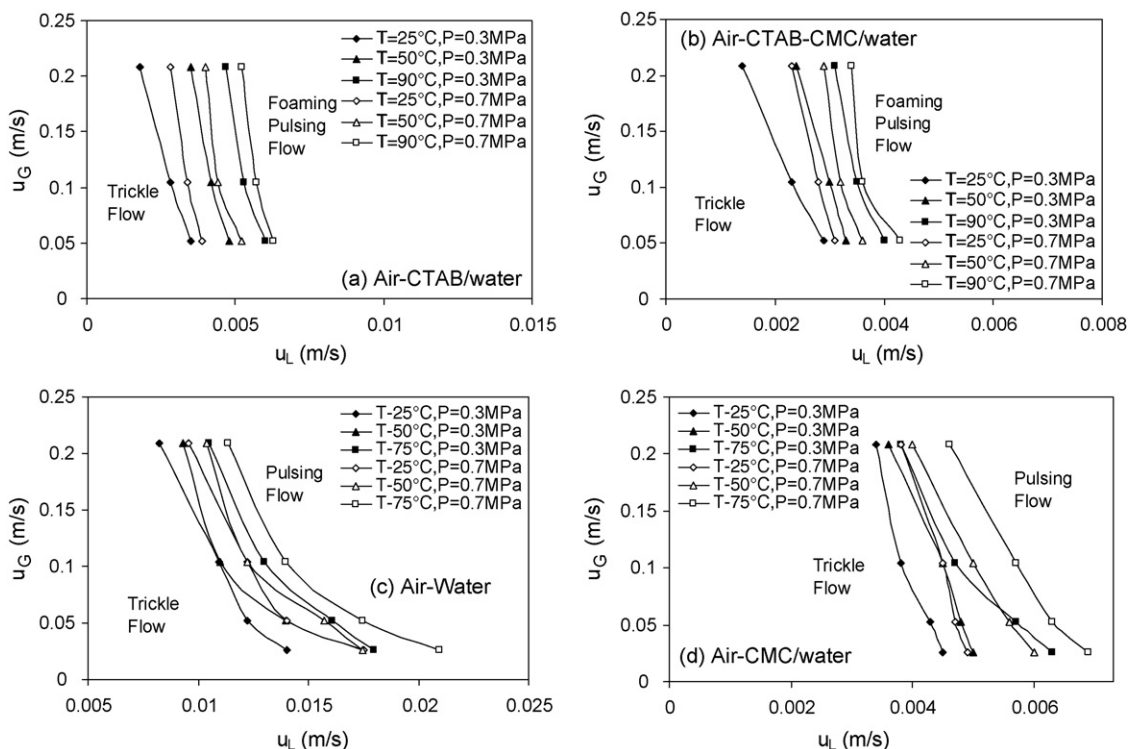 0.25
0.2
0.15
0.1
0.05
0
u_G (m/s)
T=25°C,P=0.3MPa
T=50°C,P=0.3MPa
T=90°C,P=0.3MPa
T=25°C,P=0.7MPa
T=50°C,P=0.7MPa
T=90°C,P=0.7MPa
Foaming
Pulsing
Flow
Trickle
Flow
(a) Air-CTAB/water
0
0.005
0.01
0.015
u_L (m/s)
(b) Air-CTAB-CMC/water
0.25
0.2
0.15
0.1
0.05
0
u_G (m/s)
Foaming
Pulsing
Flow
Trickle
Flow
T=25°C,P=0.3MPa
T=50°C,P=0.3MPa
T=90°C,P=0.3MPa
T=25°C,P=0.7MPa
T=50°C,P=0.7MPa
T=90°C,P=0.7MPa
0
0.002
0.004
0.006
0.008
u_L (m/s)
0.25
0.2
0.15
0.1
0.05
0
u_G (m/s)
T-25°C,P=0.3MPa
T-50°C,P=0.3MPa
T-75°C,P=0.3MPa
T-25°C,P=0.7MPa
T-50°C,P=0.7MPa
T-75°C,P=0.7MPa
Pulsing
Flow
Trickle
Flow
(c) Air-Water
0.005
0.01
0.015
0.02
0.025
u_L (m/s)
0.25
0.2
0.15
0.1
0.05
0
u_G (m/s)
T-25°C,P=0.3MPa
T-50°C,P=0.3MPa
T-75°C,P=0.3MPa
T-25°C,P=0.7MPa
T-50°C,P=0.7MPa
T-75°C,P=0.7MPa
Pulsing
Flow
Trickle
Flow
(d) Air-CMC/water
0
0.002
0.004
0.006
u_L (m/s)